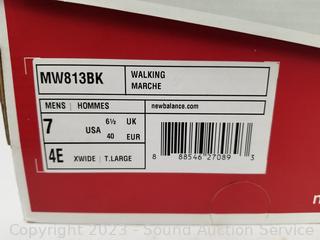 MW813BK
WALKING
MARCHE
MENS | HOMMES
newbalance.com
7 USA 6½ UK
40 EUR
4E XWIDE | T.LARGE
8 88546 27089 3
Copyright 2023 - Sound Auction Service